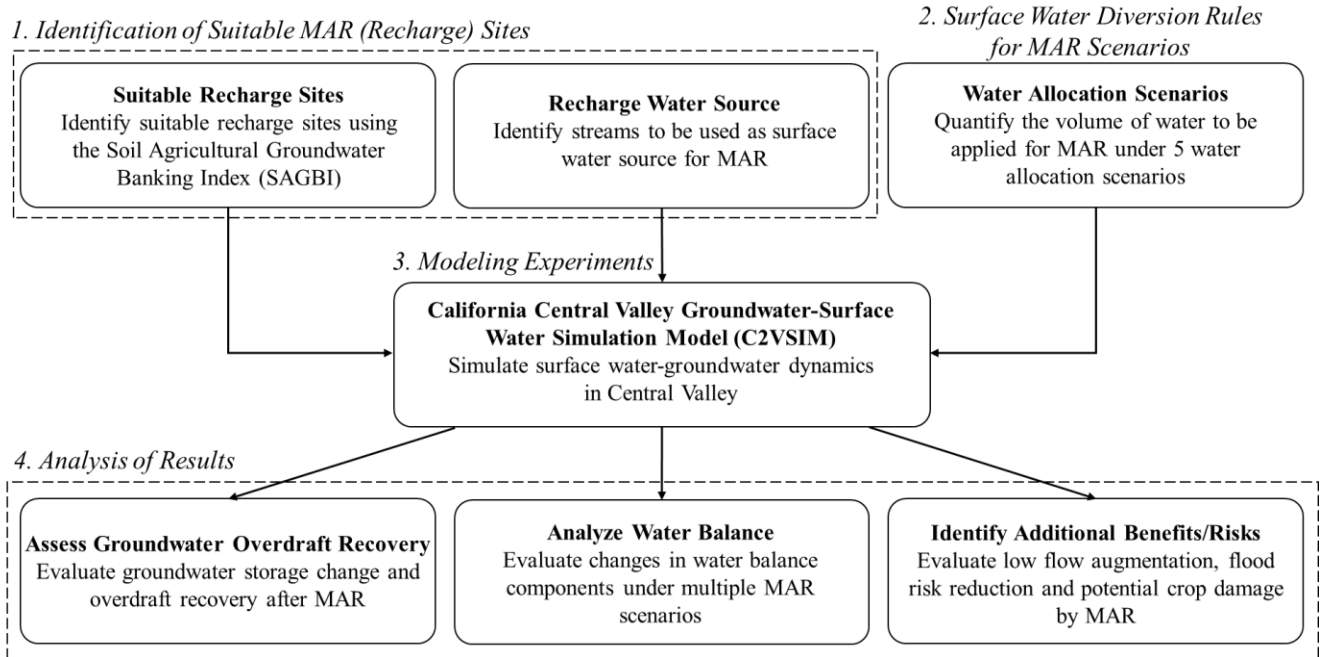 1. Identification of Suitable MAR (Recharge) Sites
2. Surface Water Diversion Rules
for MAR Scenarios
Suitable Recharge Sites
Identify suitable recharge sites using
the Soil Agricultural Groundwater
Banking Index (SAGBI)
Recharge Water Source
Identify streams to be used as surface
water source for MAR
Water Allocation Scenarios
Quantify the volume of water to be
applied for MAR under 5 water
allocation scenarios
3. Modeling Experiments
California Central Valley Groundwater-Surface
Water Simulation Model (C2VSIM)
Simulate surface water-groundwater dynamics
in Central Valley
4. Analysis of Results
Assess Groundwater Overdraft Recovery
Evaluate groundwater storage change and
overdraft recovery after MAR
Analyze Water Balance
Evaluate changes in water balance
components under multiple MAR
scenarios
Identify Additional Benefits/Risks
Evaluate low flow augmentation, flood
risk reduction and potential crop damage
by MAR